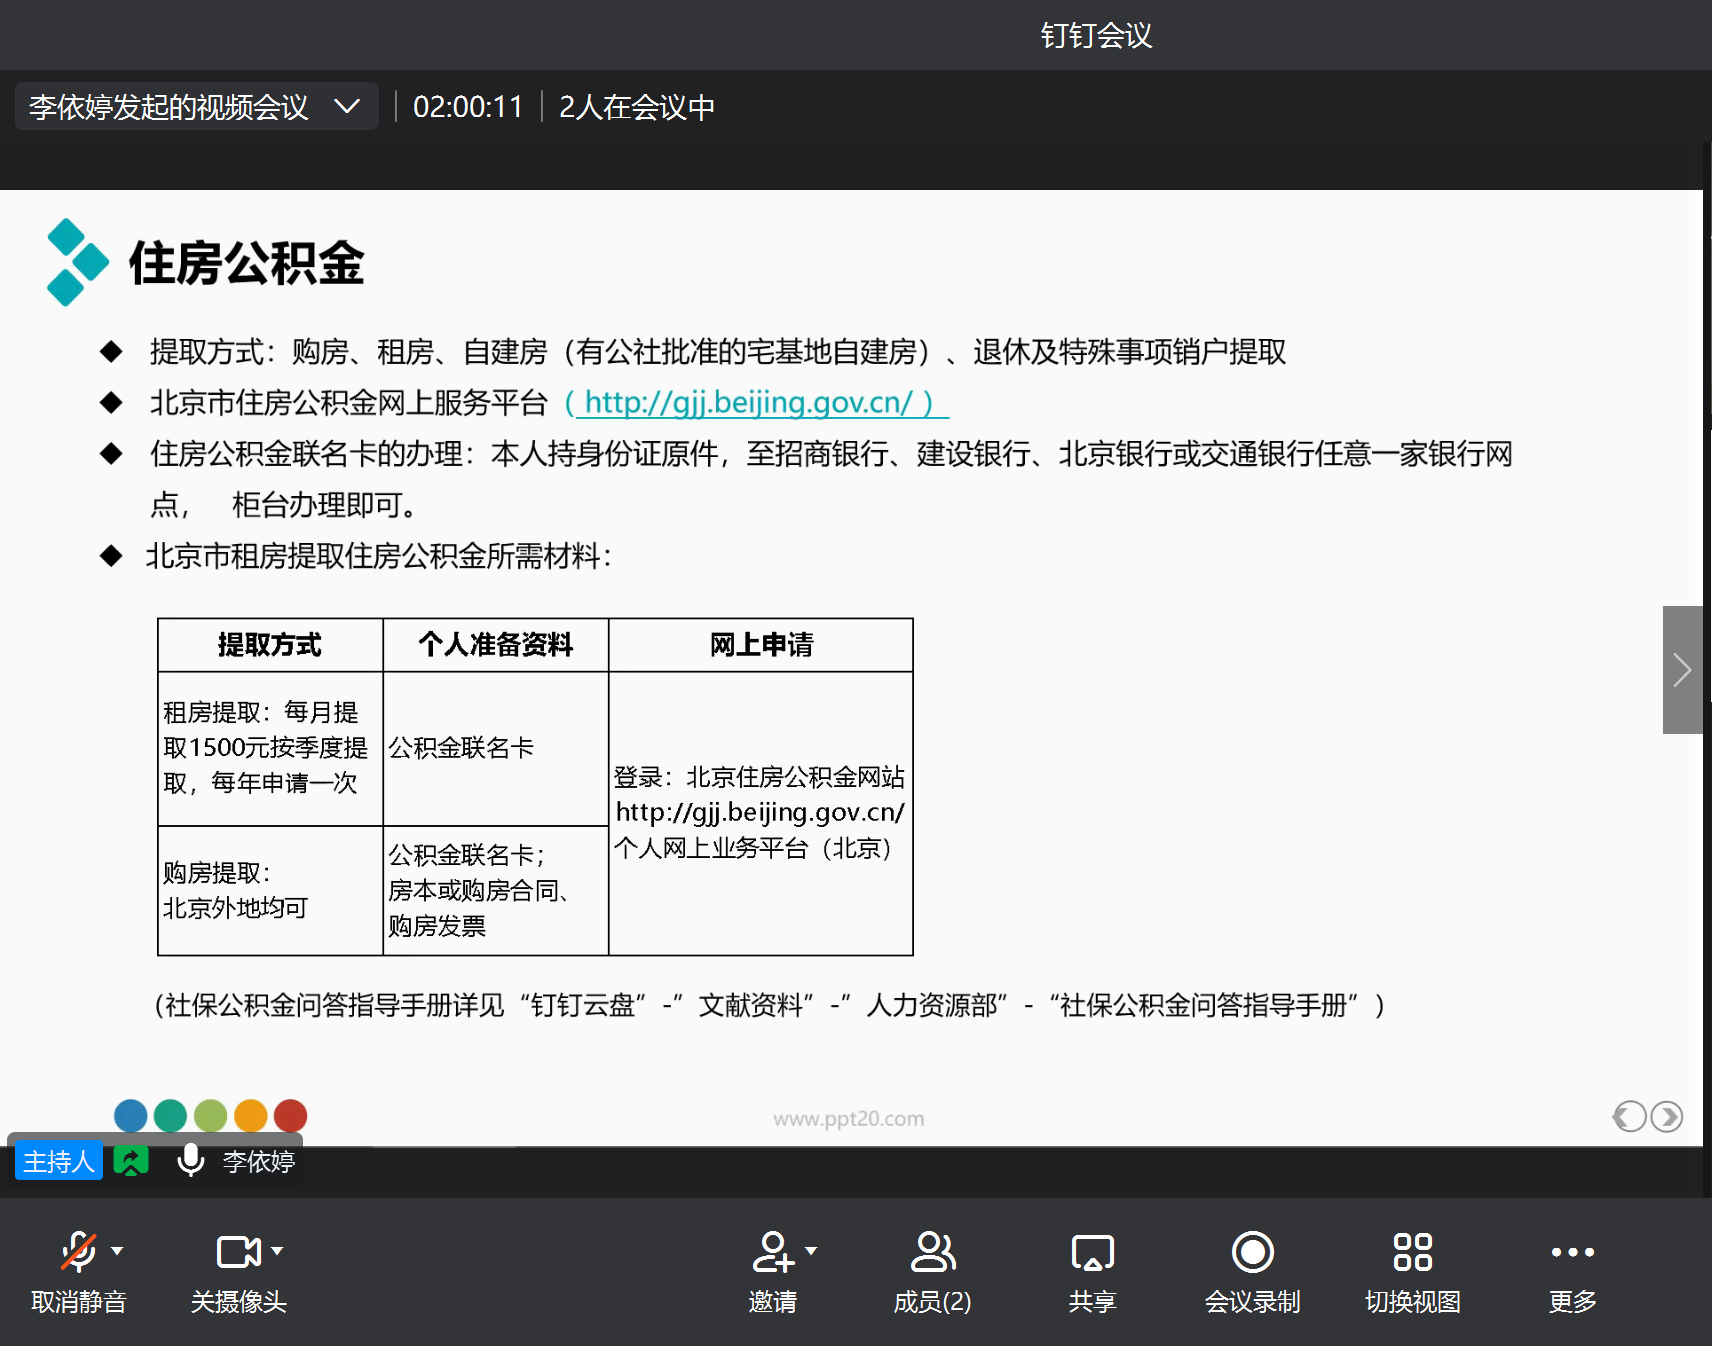 钉钉会议
李依婷发起的视频会议 02:00:11 2人在会议中
住房公积金
提取方式：购房、租房、自建房（有公社批准的宅基地自建房）、退休及特殊事项销户提取
北京市住房公积金网上服务平台（ http://gjj.beijing.gov.cn/ ）
住房公积金联名卡的办理：本人持身份证原件，至招商银行、建设银行、北京银行或交通银行任意一家银行网
点， 柜台办理即可。
北京市租房提取住房公积金所需材料：
提取方式 个人准备资料 网上申请
租房提取：每月提
取1500元按季度提
取，每年申请一次
公积金联名卡
登录：北京住房公积金网站
http://gjj.beijing.gov.cn/
个人网上业务平台（北京）
购房提取：
北京外地均可
公积金联名卡；
房本或购房合同、
购房发票
(社保公积金问答指导手册详见“钉钉云盘”-”文献资料”-”人力资源部”-“社保公积金问答指导手册”)
www.ppt20.com
主持人 李依婷
取消静音 关摄像头 邀请 成员(2) 共享 会议录制 切换视图 更多